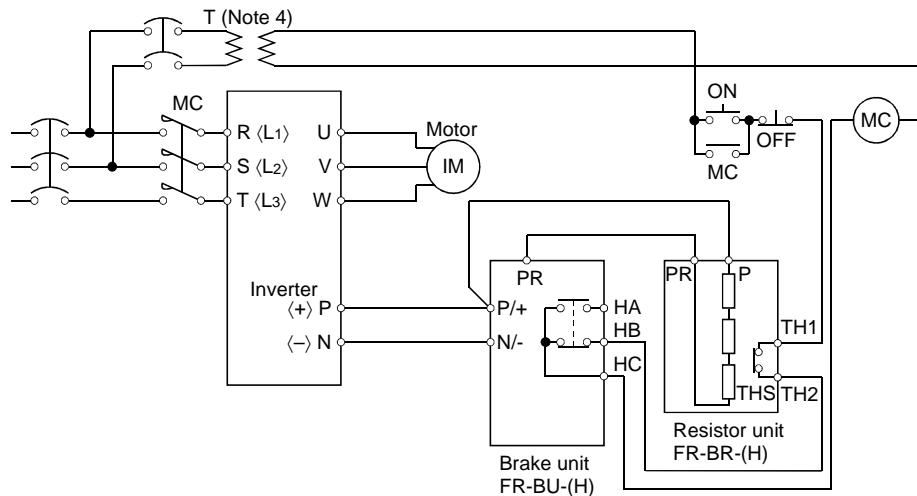 T (Note 4)
MC
ON
OFF
MC
MC
R ⟨L1⟩
S ⟨L2⟩
T ⟨L3⟩
U
V
W
Motor
IM
Inverter
⟨+⟩ P
⟨−⟩ N
PR
P/+
N/-
HA
HB
HC
PR
P
TH1
THS
TH2
Brake unit
FR-BU-(H)
Resistor unit
FR-BR-(H)